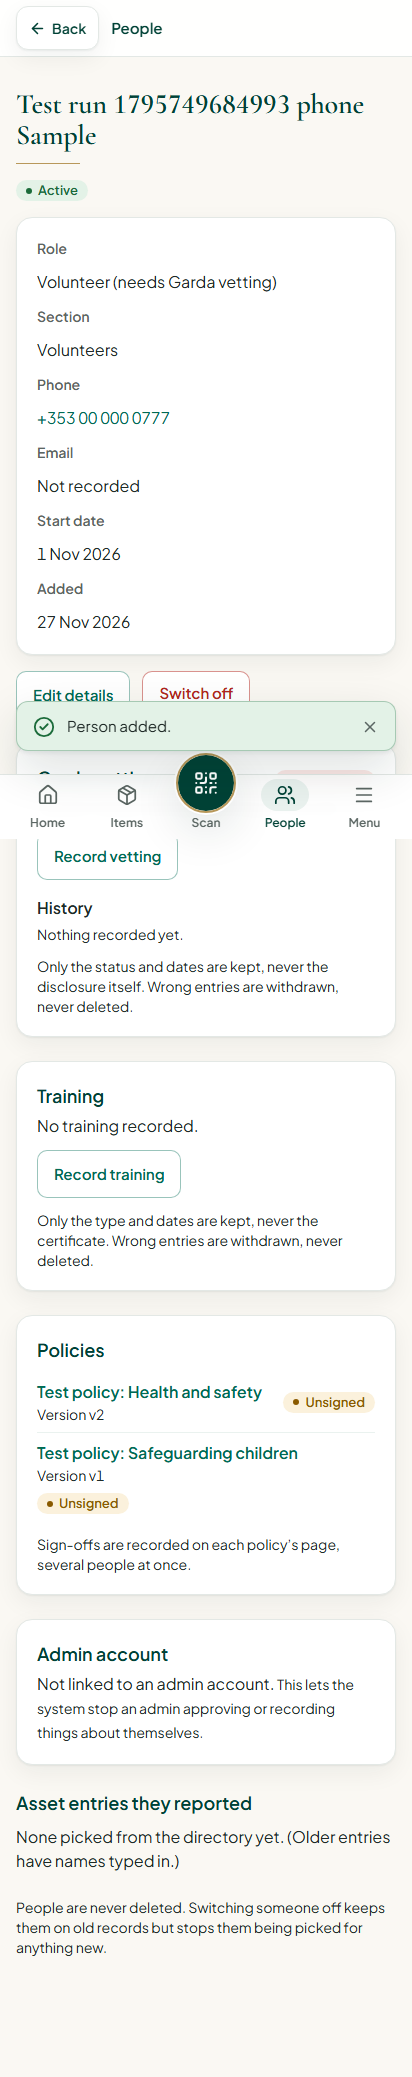 Back
People
Test run 1795749684993 phone
Sample
Active
Role
Volunteer (needs Garda vetting)
Section
Volunteers
Phone
+353 00 000 0777
Email
Not recorded
Start date
1 Nov 2026
Added
27 Nov 2026
Edit details
Switch off
Person added.
Home
Items
Scan
People
Menu
Record vetting
History
Nothing recorded yet.
Only the status and dates are kept, never the
disclosure itself. Wrong entries are withdrawn,
never deleted.
Training
No training recorded.
Record training
Only the type and dates are kept, never the
certificate. Wrong entries are withdrawn, never
deleted.
Policies
Test policy: Health and safety
Unsigned
Version v2
Test policy: Safeguarding children
Version v1
Unsigned
Sign-offs are recorded on each policy's page,
several people at once.
Admin account
Not linked to an admin account. This lets the
system stop an admin approving or recording
things about themselves.
Asset entries they reported
None picked from the directory yet. (Older entries
have names typed in.)
People are never deleted. Switching someone off keeps
them on old records but stops them being picked for
anything new.